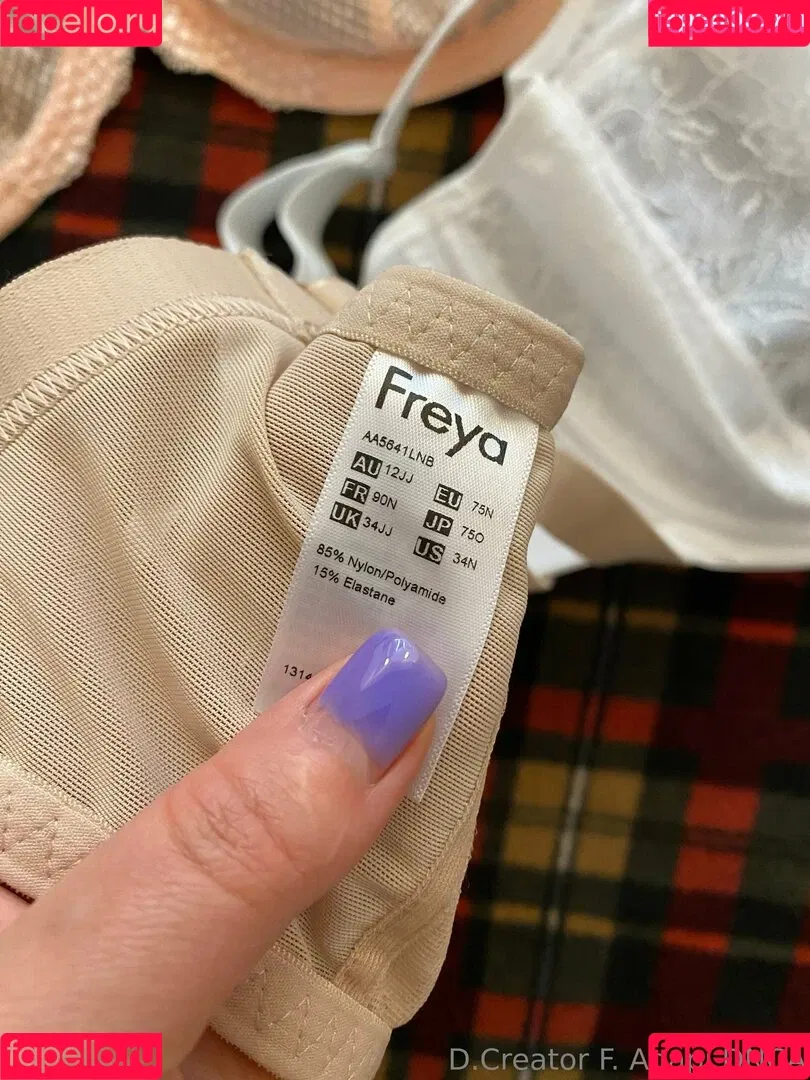 fapello.ru
fapello.ru
Freya
AA5641LNB
AU 12JJ
EU 75N
FR 90N
JP 75O
UK 34JJ
US 34N
85% Nylon/Polyamide
15% Elastane
fapello.ru
D.Creator F.
fapello.ru